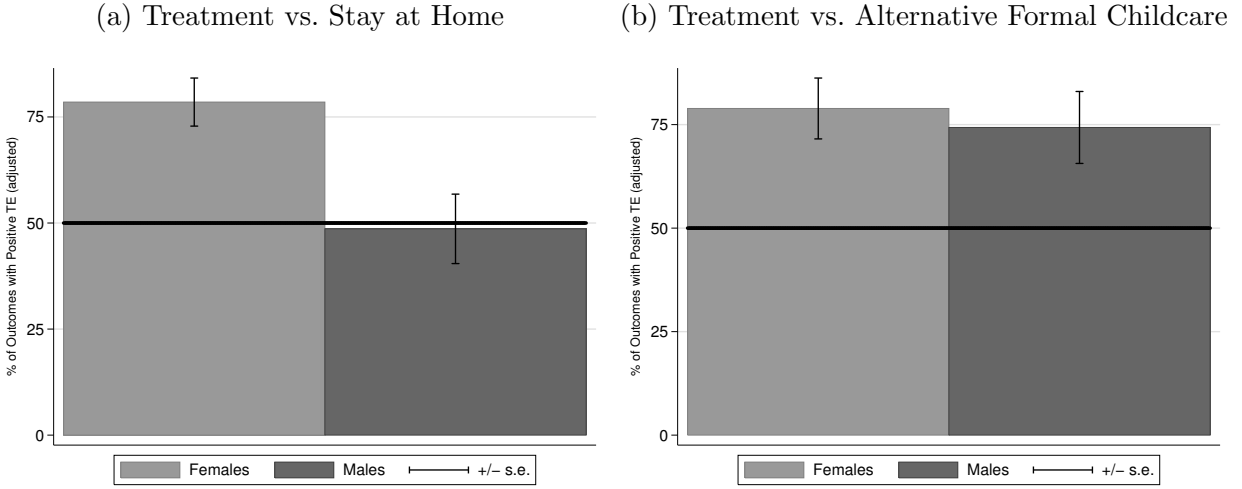 (a) Treatment vs. Stay at Home
% of Outcomes with Positive TE (adjusted)
75
50
25
0
Females Males +/− s.e.
(b) Treatment vs. Alternative Formal Childcare
% of Outcomes with Positive TE (adjusted)
75
50
25
0
Females Males +/− s.e.